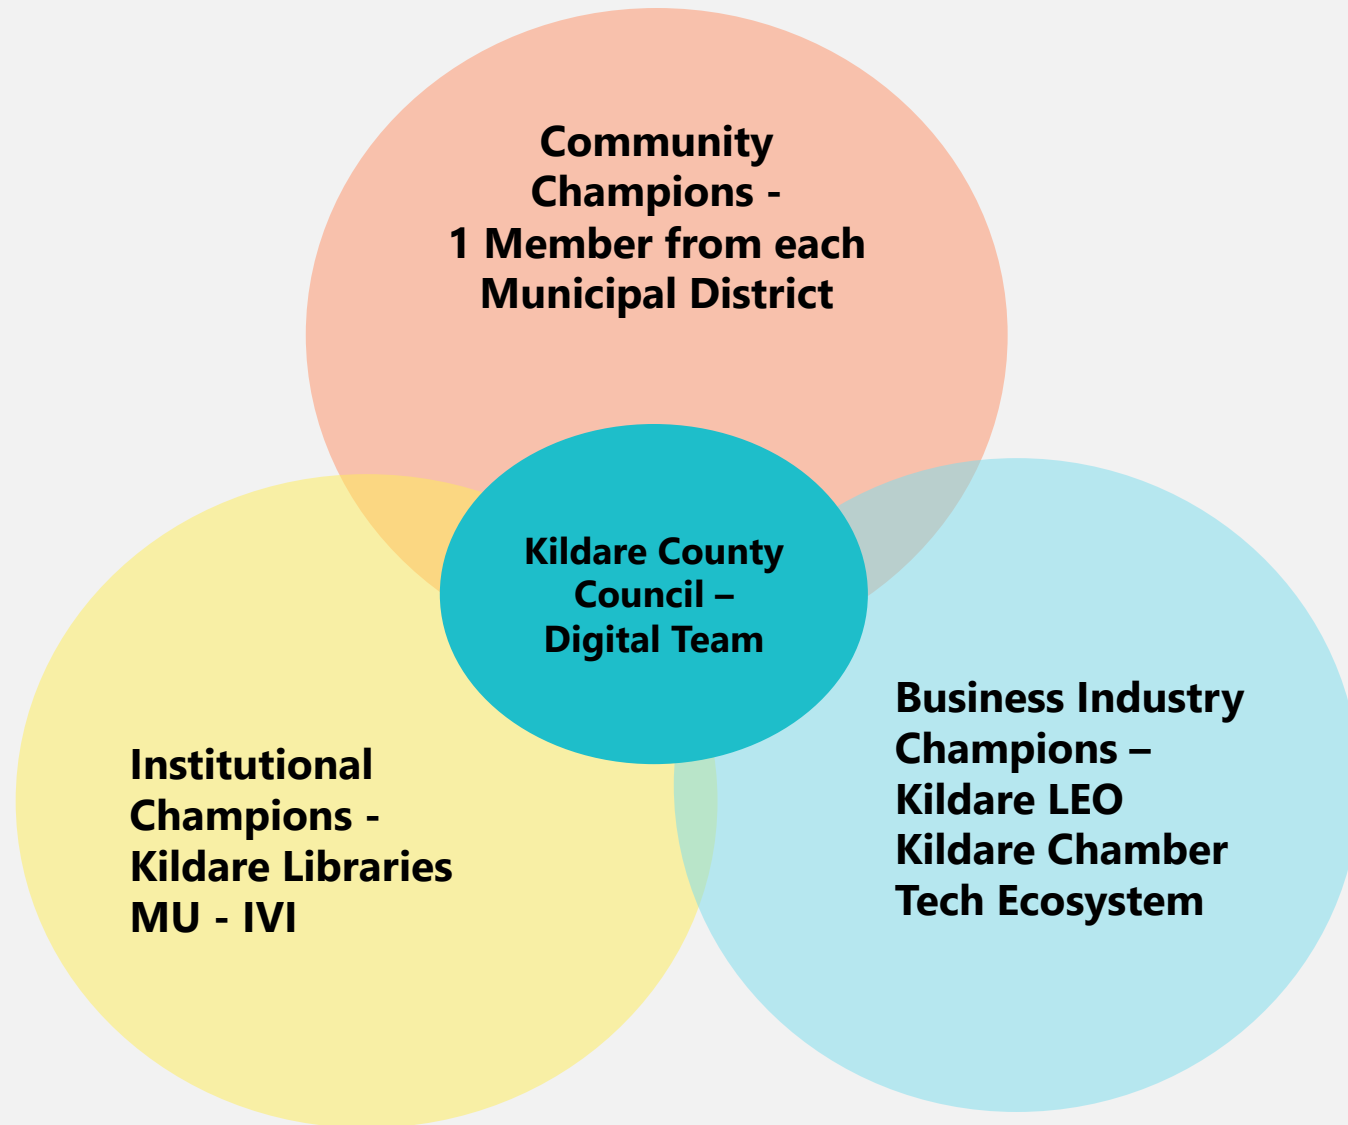 Community
Champions -
1 Member from each
Municipal District
Kildare County
Council –
Digital Team
Institutional
Champions -
Kildare Libraries
MU - IVI
Business Industry
Champions –
Kildare LEO
Kildare Chamber
Tech Ecosystem